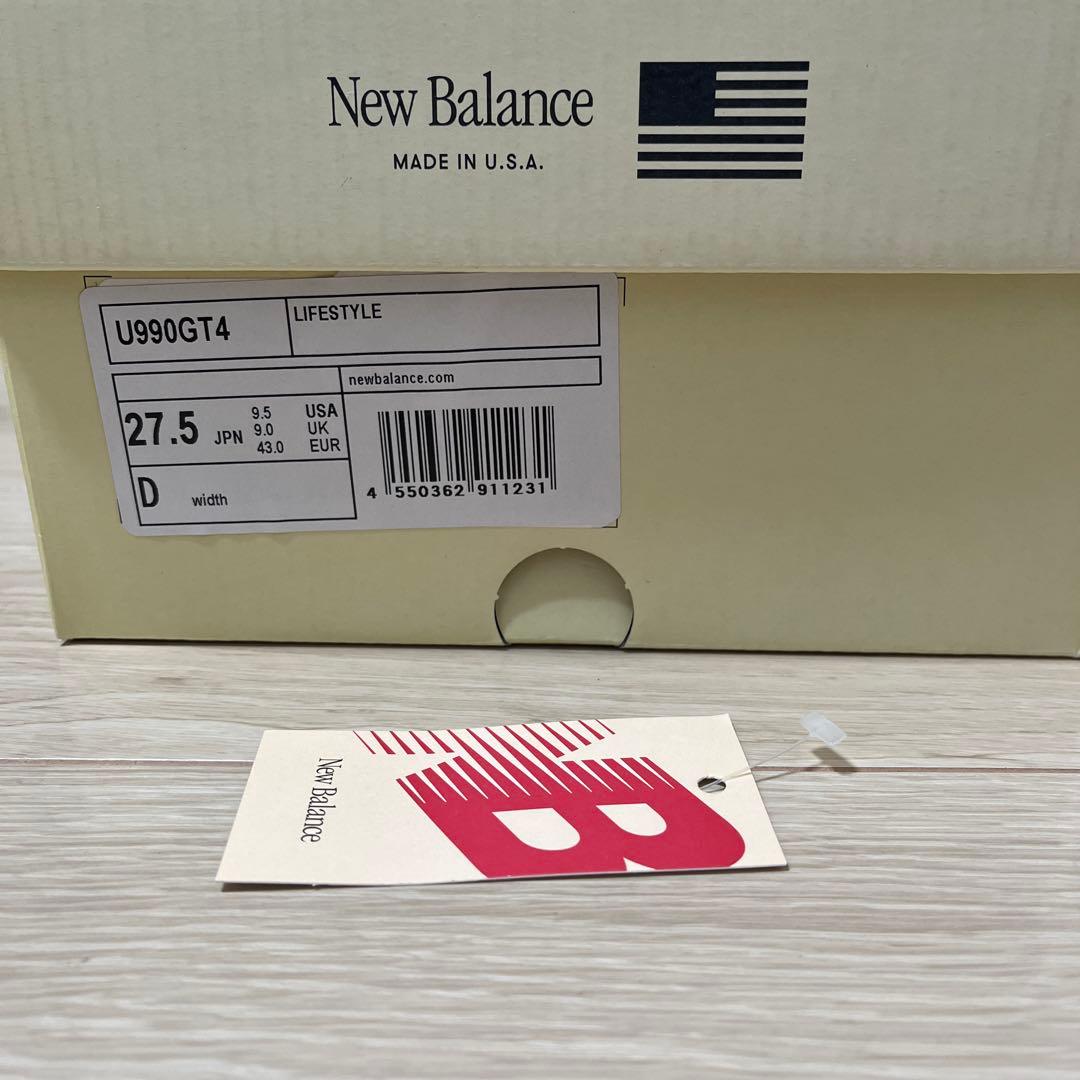 New Balance
MADE IN U.S.A.
U990GT4
LIFESTYLE
newbalance.com
27.5 JPN
9.5 USA
9.0 UK
43.0 EUR
D width
4 550362 911231
New Balance
NB